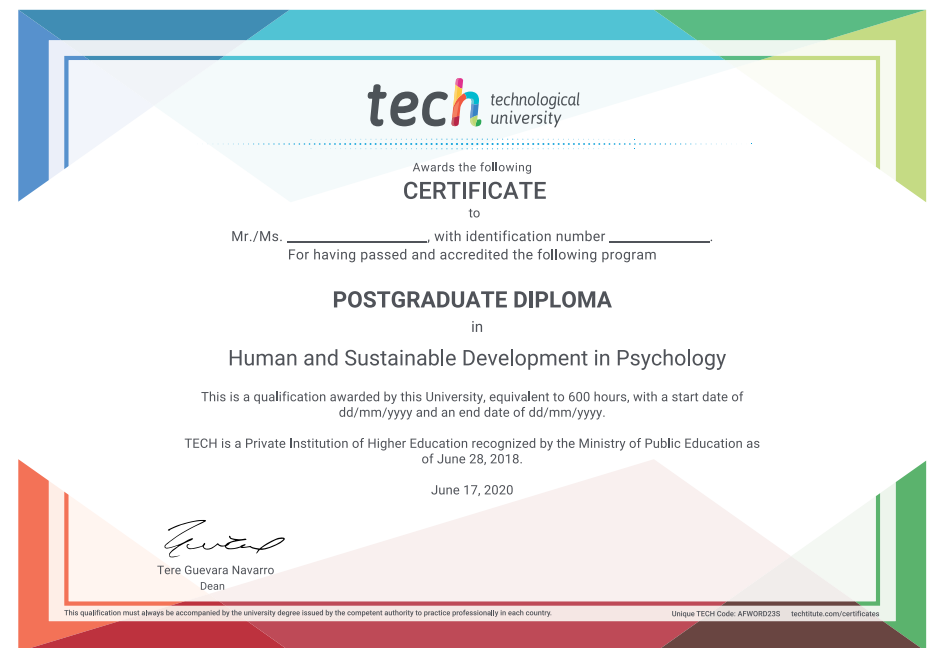 tech technological
university
Awards the following
CERTIFICATE
to
Mr./Ms. ____________________, with identification number ______________.
For having passed and accredited the following program
POSTGRADUATE DIPLOMA
in
Human and Sustainable Development in Psychology
This is a qualification awarded by this University, equivalent to 600 hours, with a start date of
dd/mm/yyyy and an end date of dd/mm/yyyy.
TECH is a Private Institution of Higher Education recognized by the Ministry of Public Education as
of June 28, 2018.
June 17, 2020
Tere Guevara Navarro
Dean
This qualification must always be accompanied by the university degree issued by the competent authority to practice professionally in each country.
Unique TECH Code: AFWORD23S techtitute.com/certificates